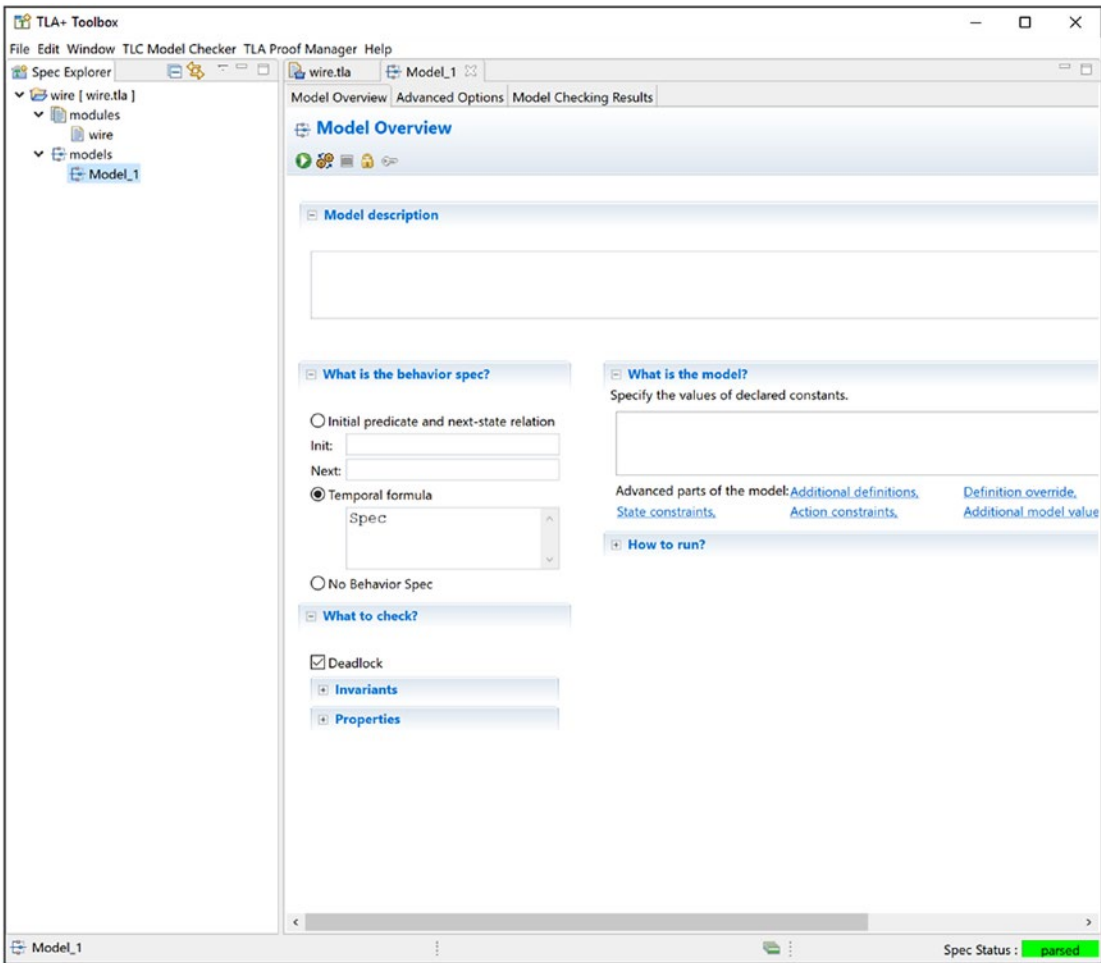 TLA+ Toolbox
File Edit Window TLC Model Checker TLA Proof Manager Help
Spec Explorer
wire [ wire.tla ]
modules
wire
models
Model_1
wire.tla Model_1
Model Overview Advanced Options Model Checking Results
Model Overview
Model description
What is the behavior spec?
Initial predicate and next-state relation
Init:
Next:
Temporal formula
Spec
No Behavior Spec
What to check?
Deadlock
Invariants
Properties
What is the model?
Specify the values of declared constants.
Advanced parts of the model: Additional definitions, Definition override,
State constraints, Action constraints, Additional model value
How to run?
Model_1 Spec Status : parsed